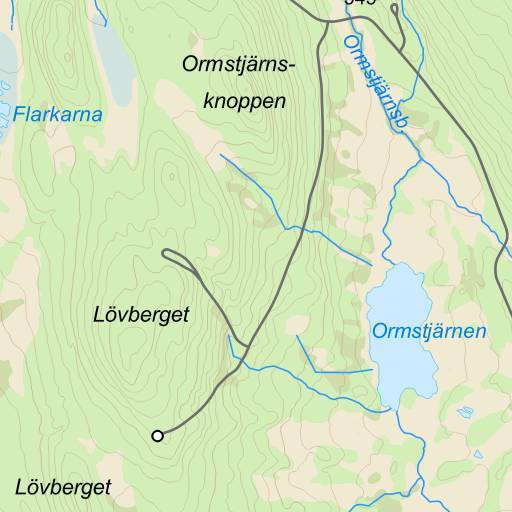 Ormstjärns-
knoppen
Ormstjärnsb.
Flarkarna
Lövberget
Ormstjärnen
Lövberget